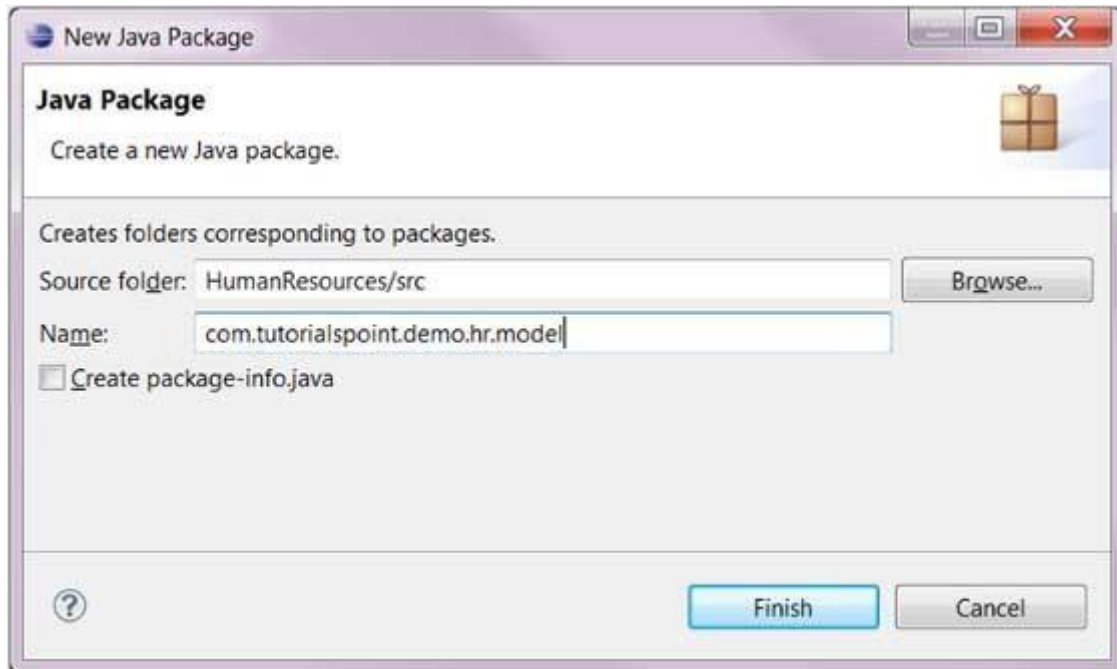 New Java Package
Java Package
Create a new Java package.
Creates folders corresponding to packages.
Source folder: HumanResources/src Browse...
Name: com.tutorialspoint.demo.hr.model
Create package-info.java
? Finish Cancel